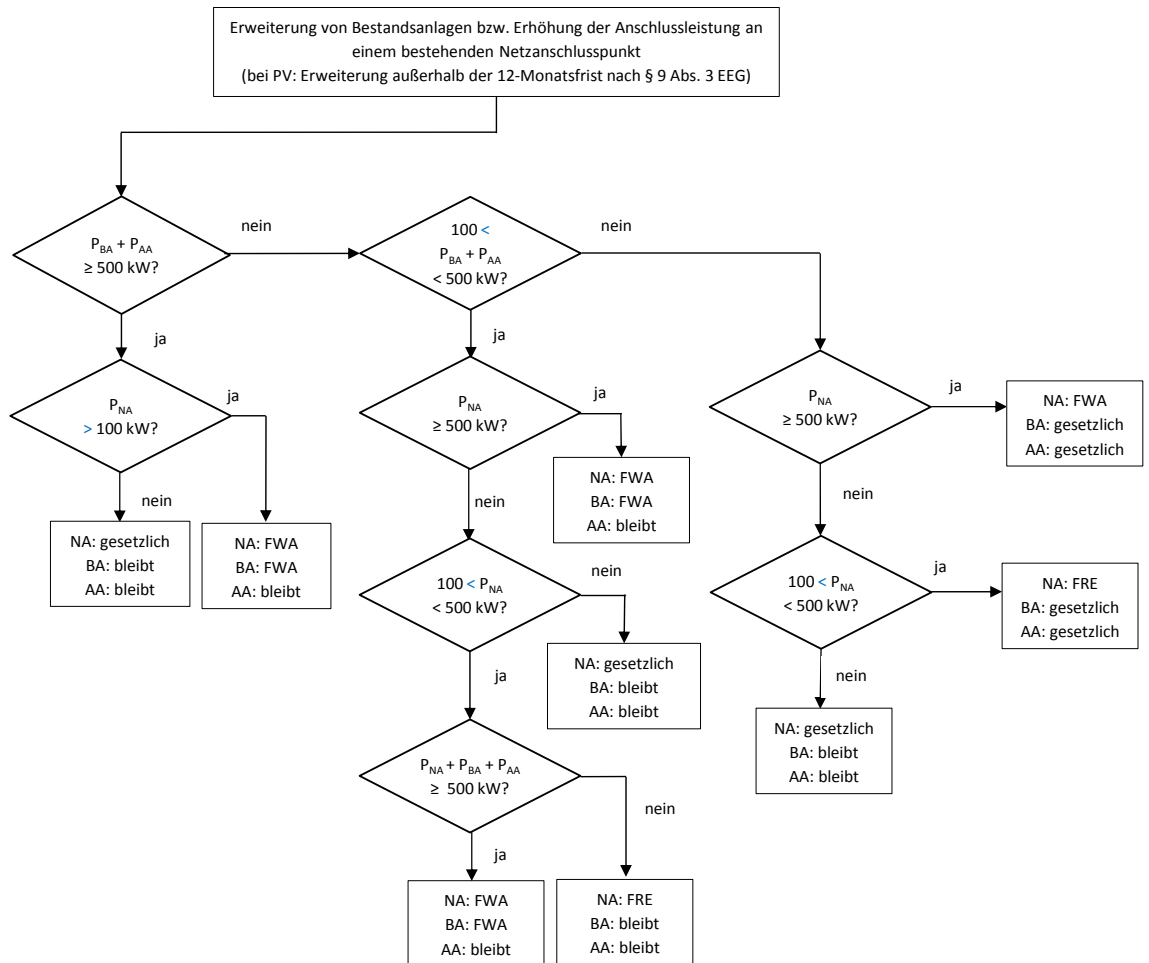 Erweiterung von Bestandsanlagen bzw. Erhöhung der Anschlussleistung an
einem bestehenden Netzanschlusspunkt
(bei PV: Erweiterung außerhalb der 12-Monatsfrist nach § 9 Abs. 3 EEG)
P_BA + P_AA
≥ 500 kW?
nein
ja
100 <
P_BA + P_AA
< 500 kW?
nein
ja
P_NA
> 100 kW?
ja
nein
NA: gesetzlich
BA: bleibt
AA: bleibt
NA: FWA
BA: FWA
AA: bleibt
P_NA
≥ 500 kW?
ja
nein
NA: FWA
BA: FWA
AA: bleibt
100 < P_NA
< 500 kW?
nein
ja
NA: gesetzlich
BA: bleibt
AA: bleibt
P_NA + P_BA + P_AA
≥ 500 kW?
nein
ja
NA: FWA
BA: FWA
AA: bleibt
NA: FRE
BA: bleibt
AA: bleibt
P_NA
≥ 500 kW?
ja
nein
NA: FWA
BA: gesetzlich
AA: gesetzlich
100 < P_NA
< 500 kW?
ja
nein
NA: FRE
BA: gesetzlich
AA: gesetzlich
NA: gesetzlich
BA: bleibt
AA: bleibt